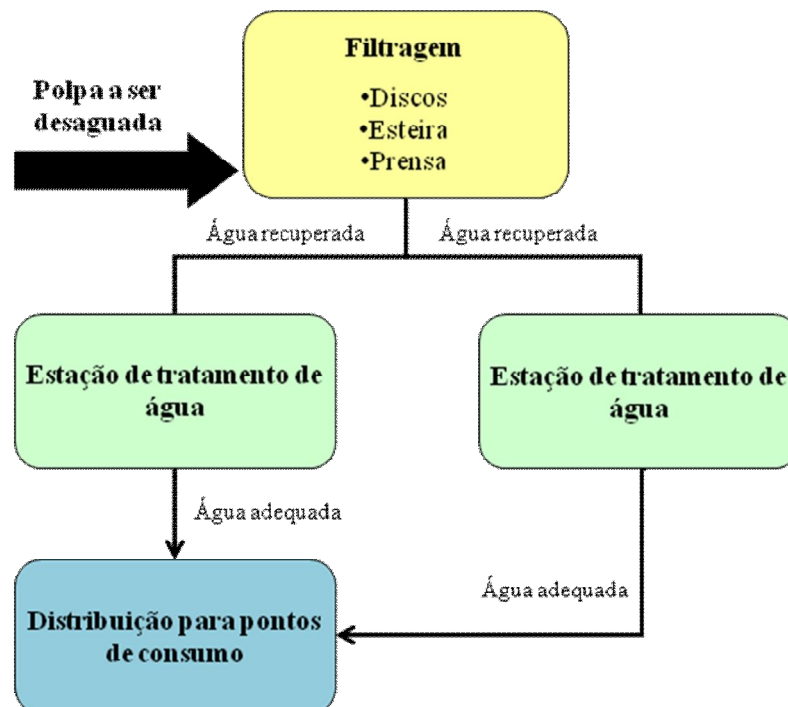 Filtragem
•Discos
•Esteira
•Prensa
Polpa a ser
desaguada
Água recuperada
Água recuperada
Estação de tratamento de
água
Estação de tratamento de
água
Água adequada
Água adequada
Distribuição para pontos
de consumo